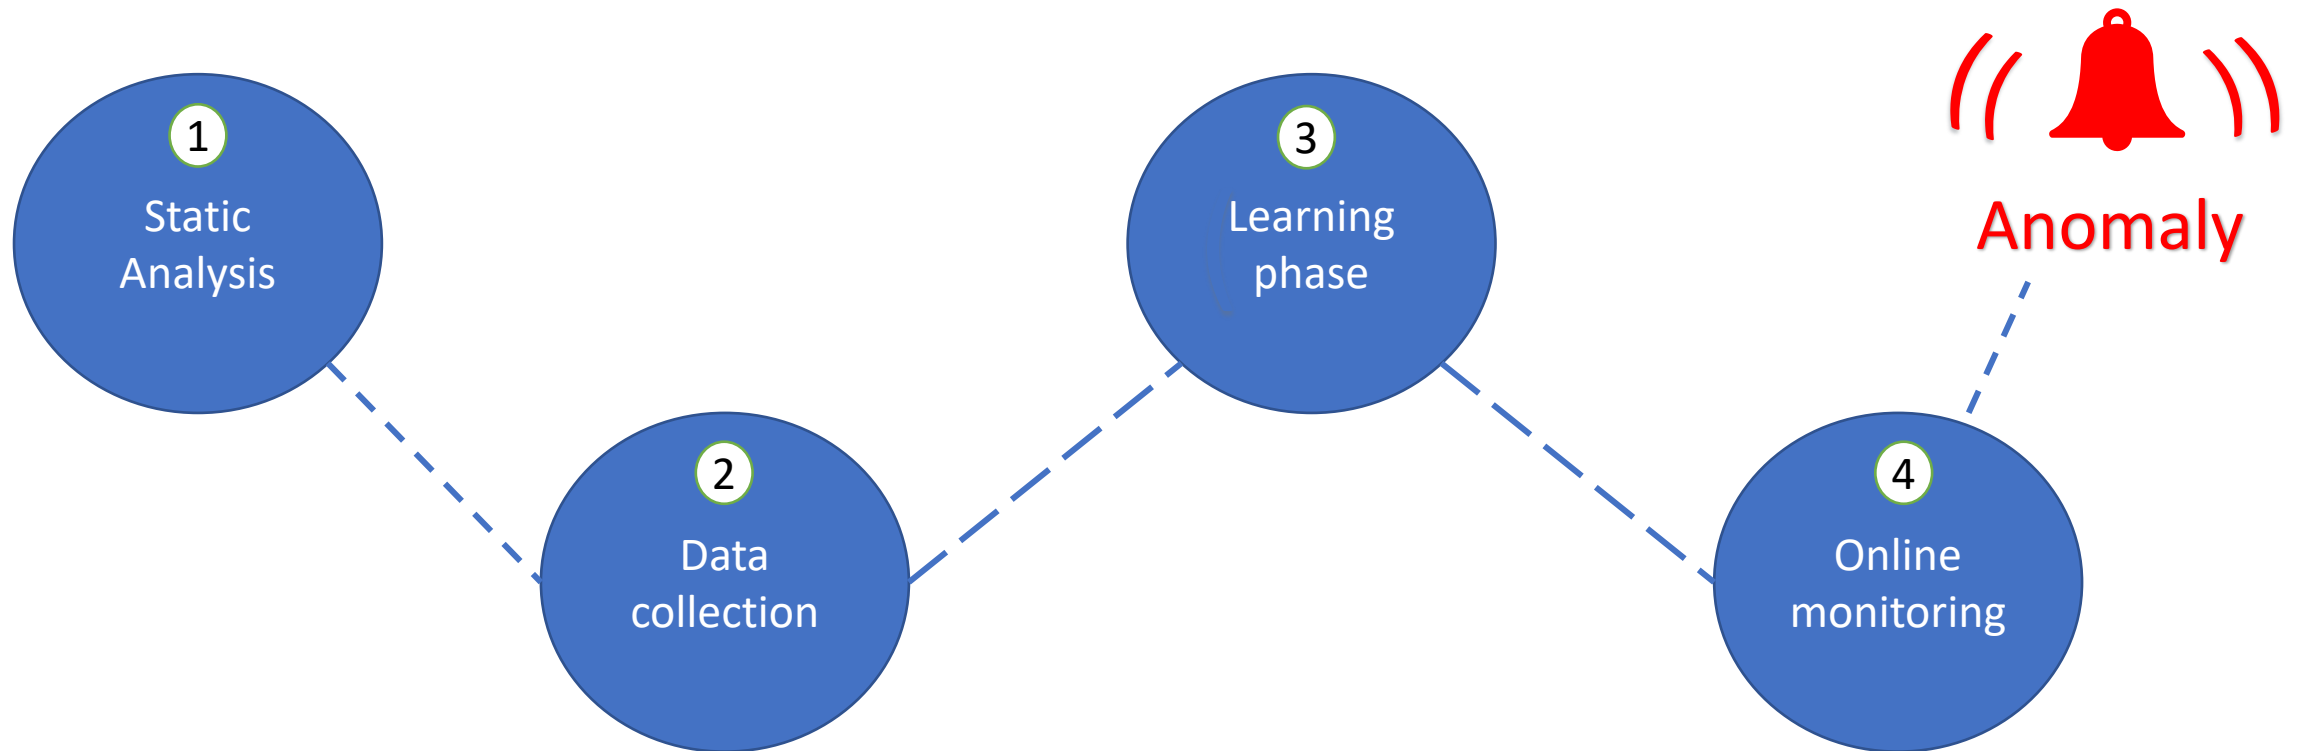 1
Static
Analysis
2
Data
collection
3
Learning
phase
4
Online
monitoring
Anomaly